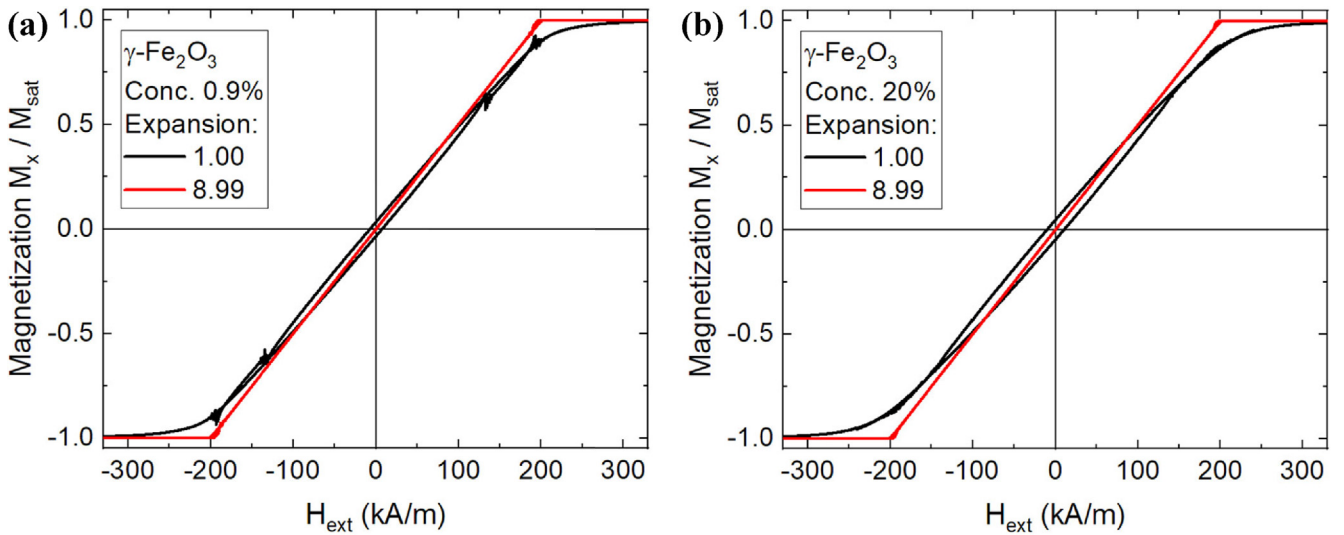 (a)
γ-Fe₂O₃
Conc. 0.9%
Expansion:
1.00
8.99
Magnetization Mₓ / Mₛₐₜ
1.0
0.5
0.0
-0.5
-1.0
-300 -200 -100 0 100 200 300
Hₑₓₜ (kA/m)
(b)
γ-Fe₂O₃
Conc. 20%
Expansion:
1.00
8.99
Magnetization Mₓ / Mₛₐₜ
1.0
0.5
0.0
-0.5
-1.0
-300 -200 -100 0 100 200 300
Hₑₓₜ (kA/m)